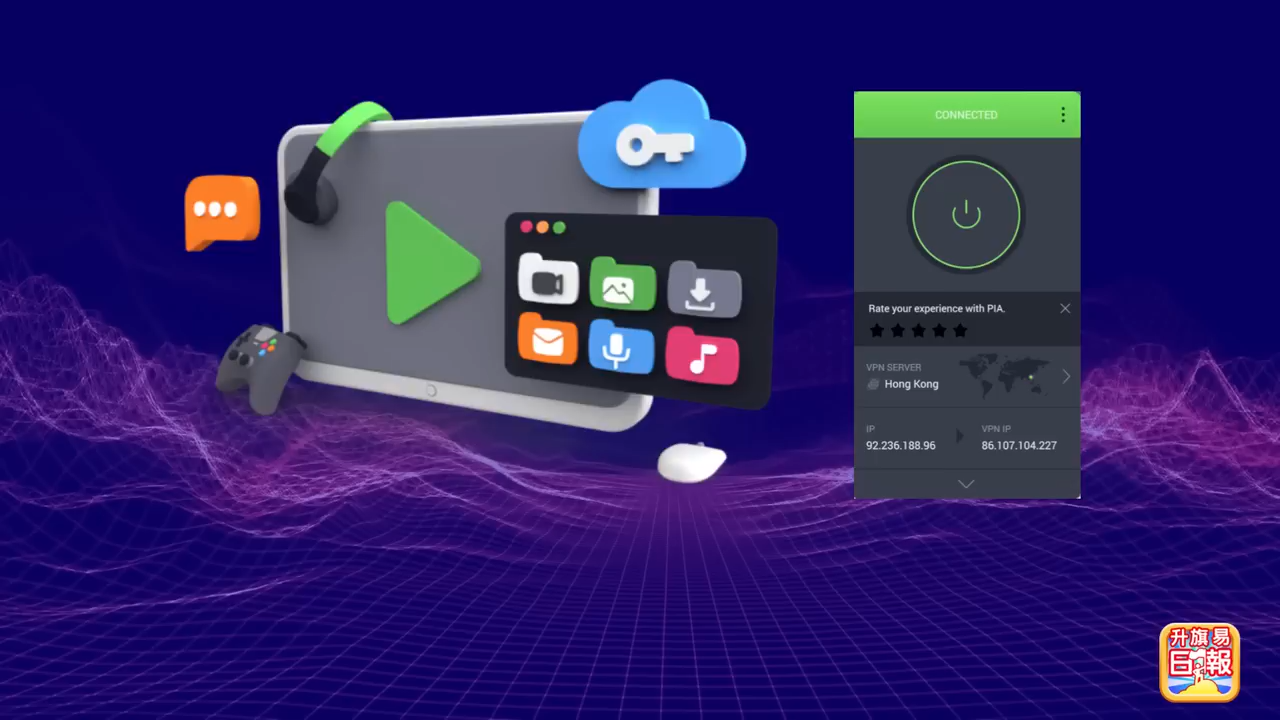 CONNECTED
Rate your experience with PIA.
VPN SERVER
Hong Kong
IP
VPN IP
92.236.188.96
86.107.104.227
升旗易
日報